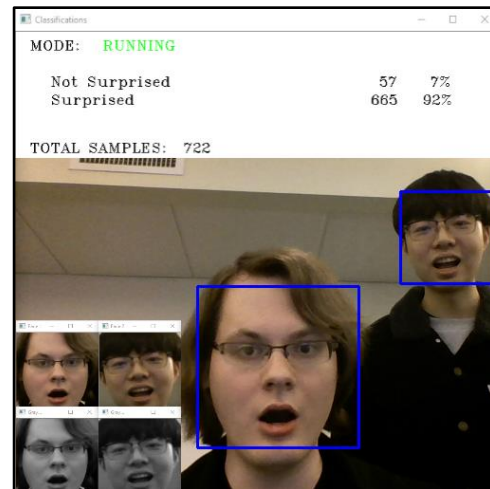 Classifications
MODE: RUNNING
Not Surprised 57 7%
Surprised 665 92%
TOTAL SAMPLES: 722